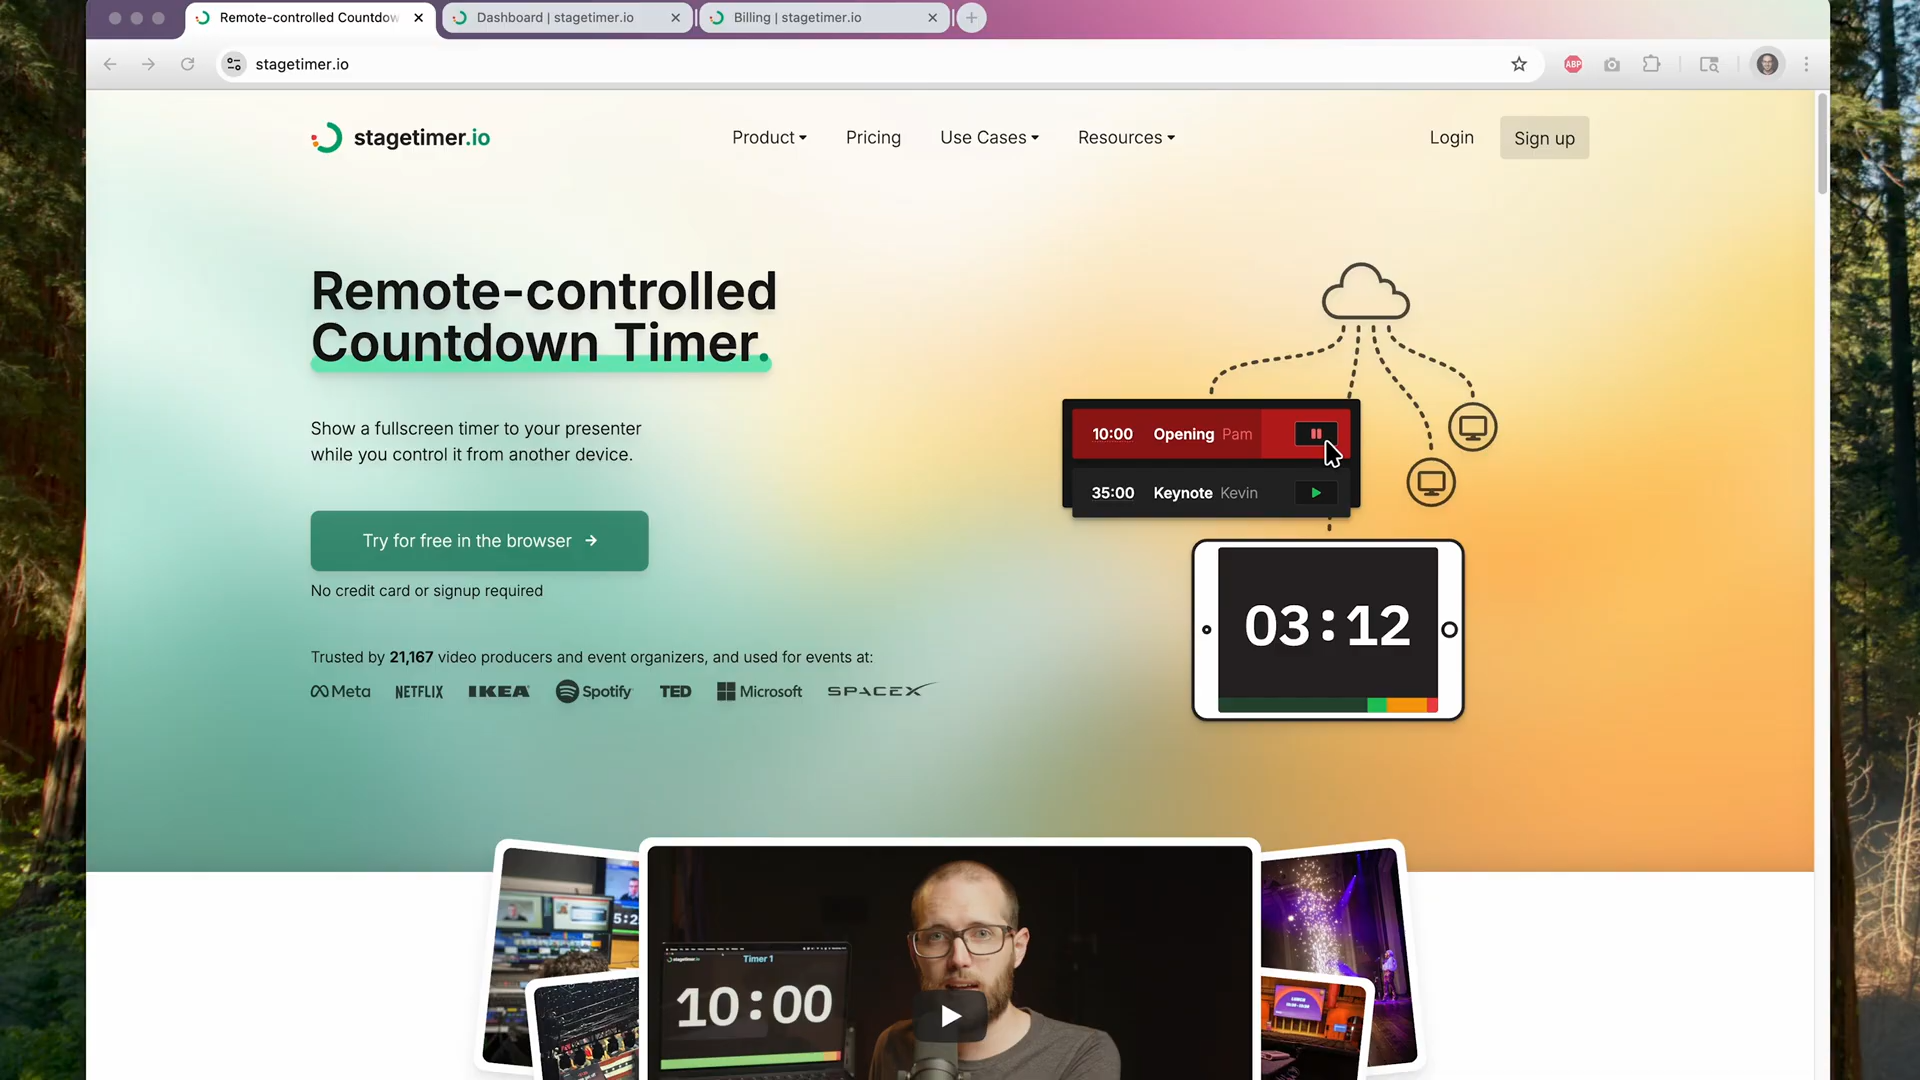 Remote-controlled Countdow
Dashboard | stagetimer.io
Billing | stagetimer.io
stagetimer.io
ABP
stagetimer.io
Product
Pricing
Use Cases
Resources
Login
Sign up
Remote-controlled
Countdown Timer.
Show a fullscreen timer to your presenter
while you control it from another device.
Try for free in the browser →
No credit card or signup required
Trusted by 21,167 video producers and event organizers, and used for events at:
Meta NETFLIX IKEA Spotify TED Microsoft SPACEX
10:00 Opening Pam
35:00 Keynote Kevin
03:12
Timer 1
10:00
5:2